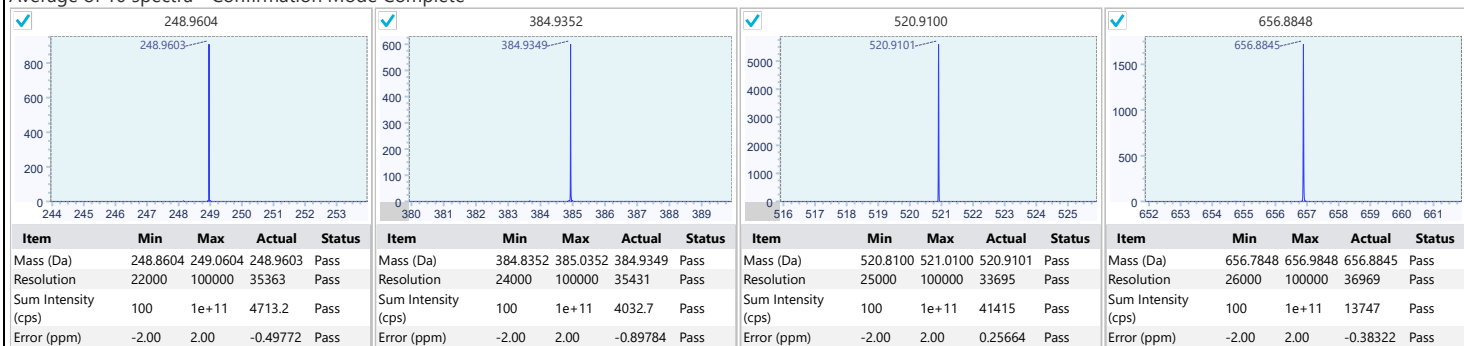 248.9604 384.9352 520.9100 656.8848
248.9603 384.9349 520.9101 656.8845
800 600 400 200 0
244 245 246 247 248 249 250 251 252 253
600 500 400 300 200 100 0
380 381 382 383 384 385 386 387 388 389
5000 4000 3000 2000 1000 0
516 517 518 519 520 521 522 523 524 525
1500 1000 500 0
652 653 654 655 656 657 658 659 660 661
Item Min Max Actual Status
Mass (Da) 248.8604 249.0604 248.9603 Pass
Resolution 22000 100000 35363 Pass
Sum Intensity (cps) 100 1e+11 4713.2 Pass
Error (ppm) -2.00 2.00 -0.49772 Pass
Item Min Max Actual Status
Mass (Da) 384.8352 385.0352 384.9349 Pass
Resolution 24000 100000 35431 Pass
Sum Intensity (cps) 100 1e+11 4032.7 Pass
Error (ppm) -2.00 2.00 -0.89784 Pass
Item Min Max Actual Status
Mass (Da) 520.8100 521.0100 520.9101 Pass
Resolution 25000 100000 33695 Pass
Sum Intensity (cps) 100 1e+11 41415 Pass
Error (ppm) -2.00 2.00 0.25664 Pass
Item Min Max Actual Status
Mass (Da) 656.7848 656.9848 656.8845 Pass
Resolution 26000 100000 36969 Pass
Sum Intensity (cps) 100 1e+11 13747 Pass
Error (ppm) -2.00 2.00 -0.38322 Pass